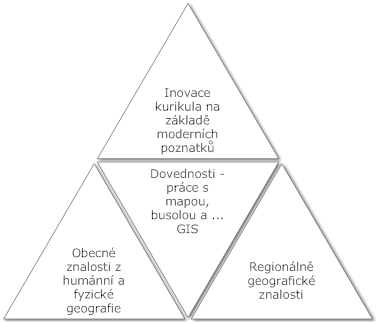 Inovace
kurikula na
základě
moderních
poznatků
Dovednosti -
práce s
mapou,
busolou a ...
GIS
Obecné
znalosti z
humánní a
fyzické
geografie
Regionálně
geografické
znalosti